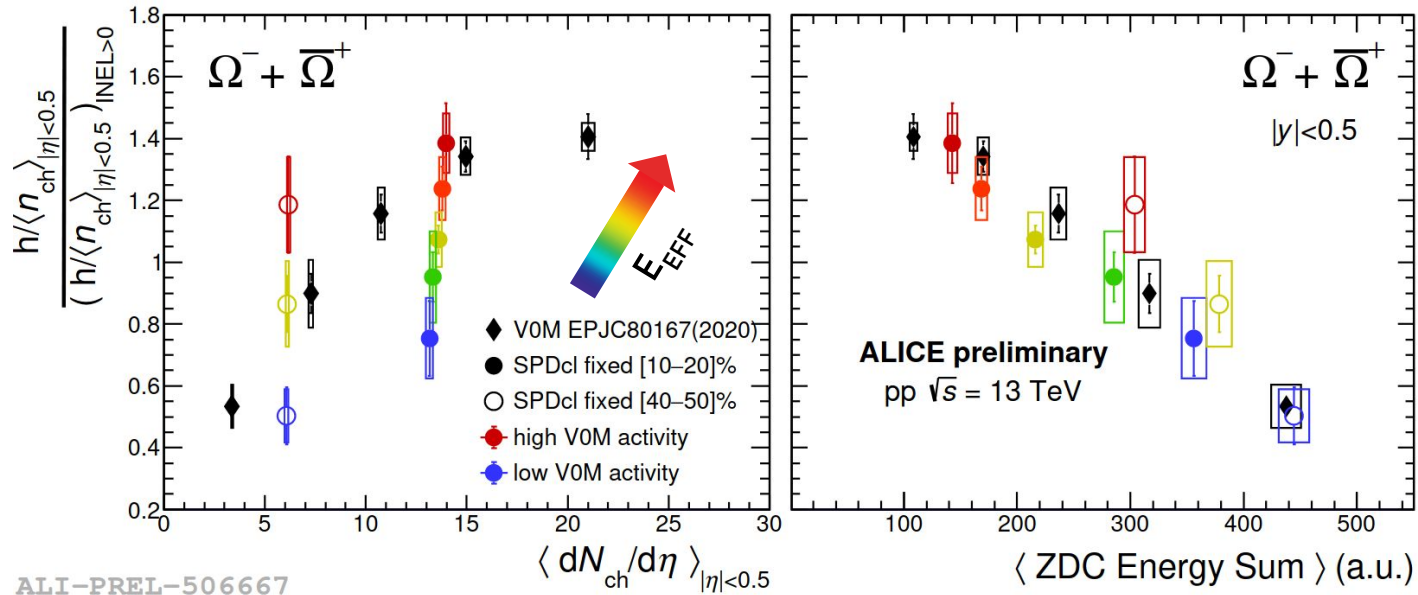 h/⟨n_ch⟩_|η|<0.5
( h/⟨n_ch⟩_|η|<0.5 )_INEL>0
1.8
1.6
1.4
1.2
1
0.8
0.6
0.4
0.2
Ω⁻ + Ω̅⁺
E_EFF
V0M EPJC80167(2020)
SPDcl fixed [10–20]%
SPDcl fixed [40–50]%
high V0M activity
low V0M activity
0 5 10 15 20 25 30
⟨ dN_ch/dη ⟩_|η|<0.5
Ω⁻ + Ω̅⁺
|y|<0.5
ALICE preliminary
pp √s = 13 TeV
100 200 300 400 500
⟨ ZDC Energy Sum ⟩ (a.u.)
ALI−PREL−506667